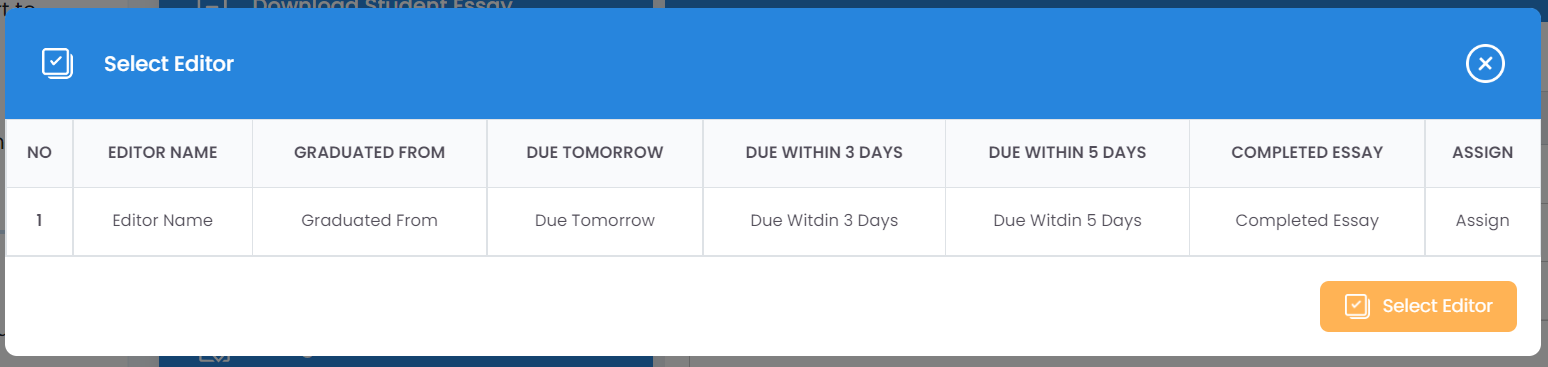 Download Student Essay
Select Editor
NO EDITOR NAME GRADUATED FROM DUE TOMORROW DUE WITHIN 3 DAYS DUE WITHIN 5 DAYS COMPLETED ESSAY ASSIGN
1 Editor Name Graduated From Due Tomorrow Due Witdin 3 Days Due Witdin 5 Days Completed Essay Assign
Select Editor